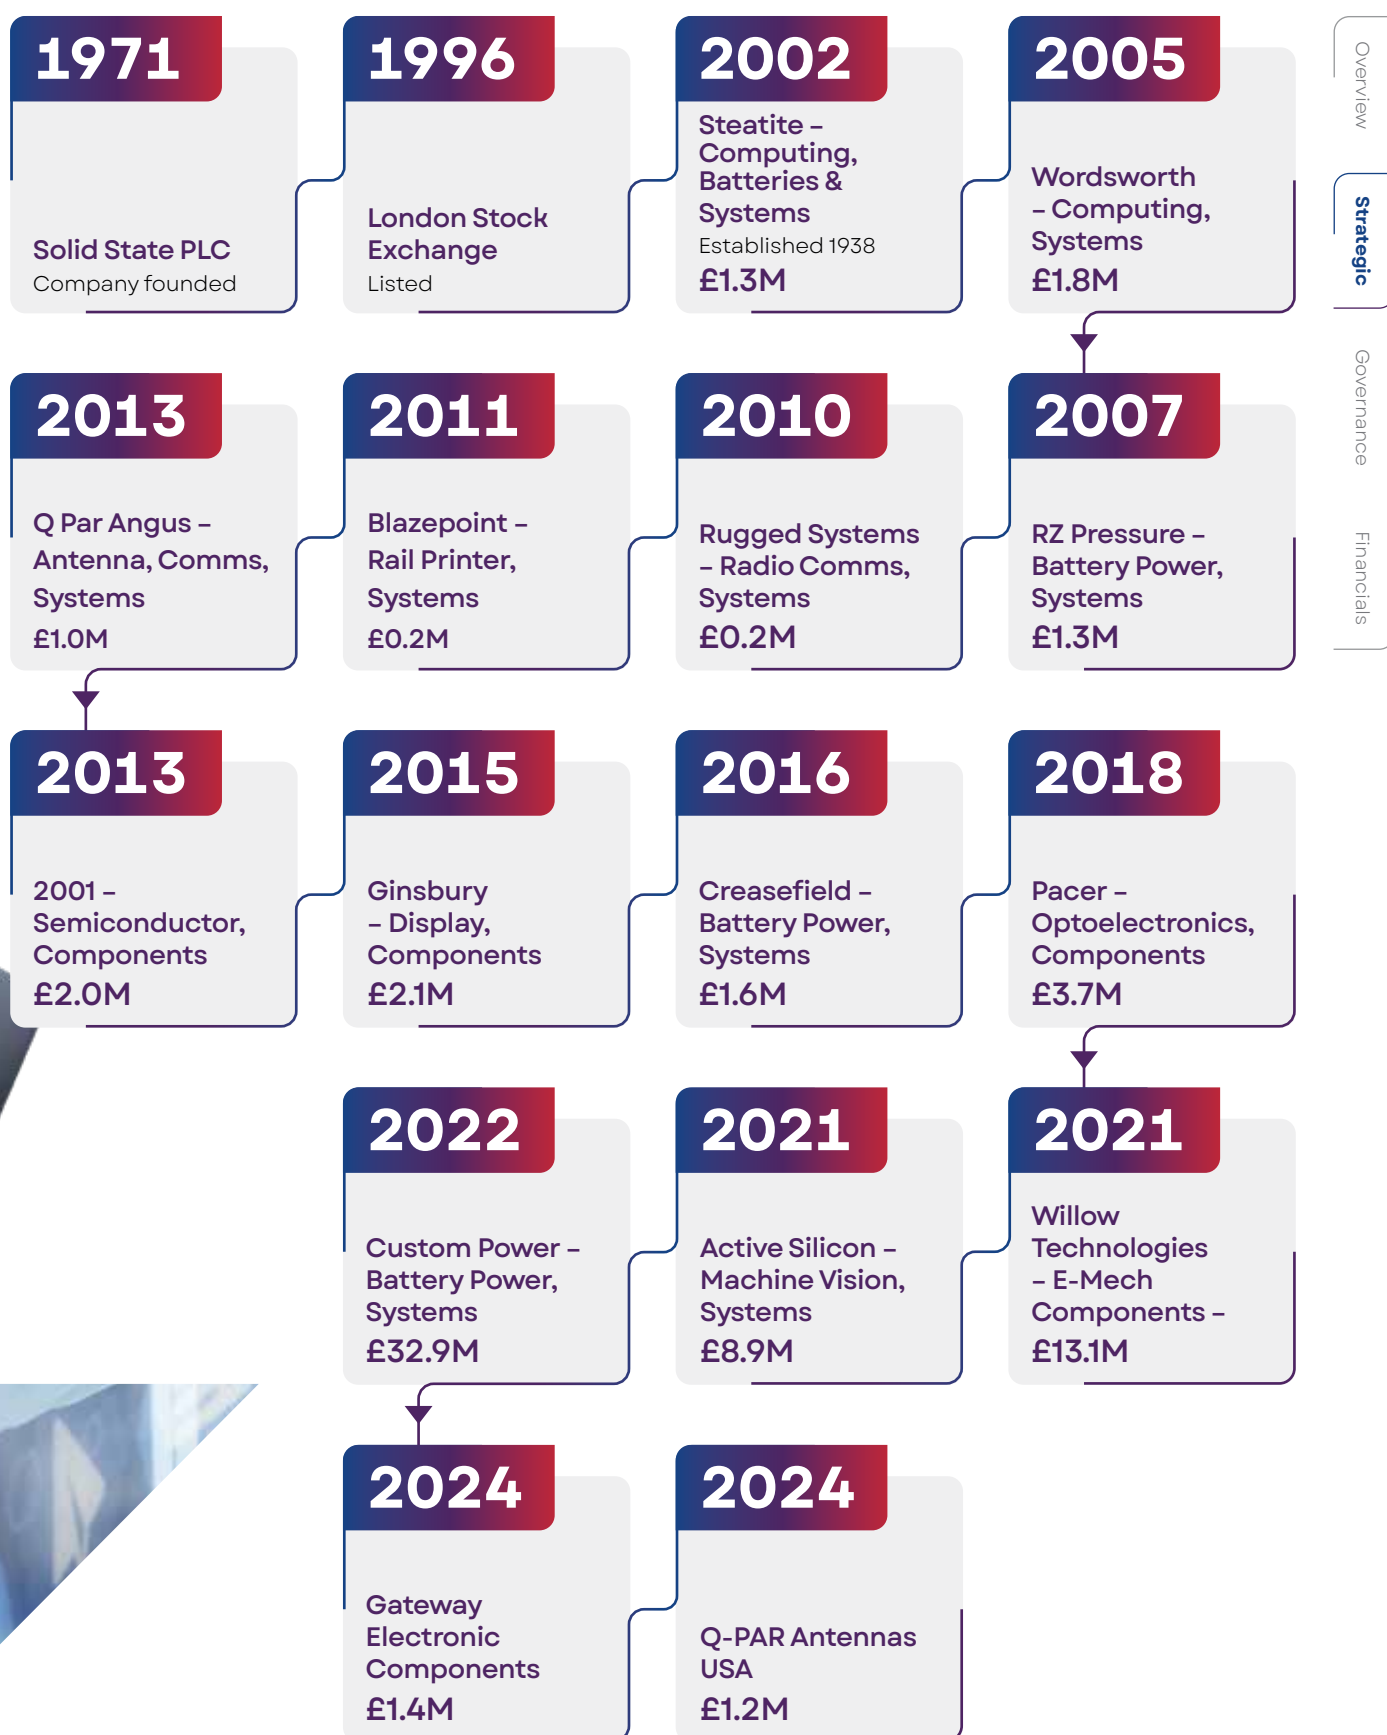 1971
Solid State PLC
Company founded
1996
London Stock
Exchange
Listed
2002
Steatite –
Computing,
Batteries &
Systems
Established 1938
£1.3M
2005
Wordsworth
– Computing,
Systems
£1.8M
2007
RZ Pressure –
Battery Power,
Systems
£1.3M
2010
Rugged Systems
– Radio Comms,
Systems
£0.2M
2011
Blazepoint –
Rail Printer,
Systems
£0.2M
2013
Q Par Angus –
Antenna, Comms,
Systems
£1.0M
2013
2001 –
Semiconductor,
Components
£2.0M
2015
Ginsbury
– Display,
Components
£2.1M
2016
Creasefield –
Battery Power,
Systems
£1.6M
2018
Pacer –
Optoelectronics,
Components
£3.7M
2021
Willow
Technologies
– E-Mech
Components –
£13.1M
2021
Active Silicon –
Machine Vision,
Systems
£8.9M
2022
Custom Power –
Battery Power,
Systems
£32.9M
2024
Gateway
Electronic
Components
£1.4M
2024
Q-PAR Antennas
USA
£1.2M
Overview
Strategic
Governance
Financials